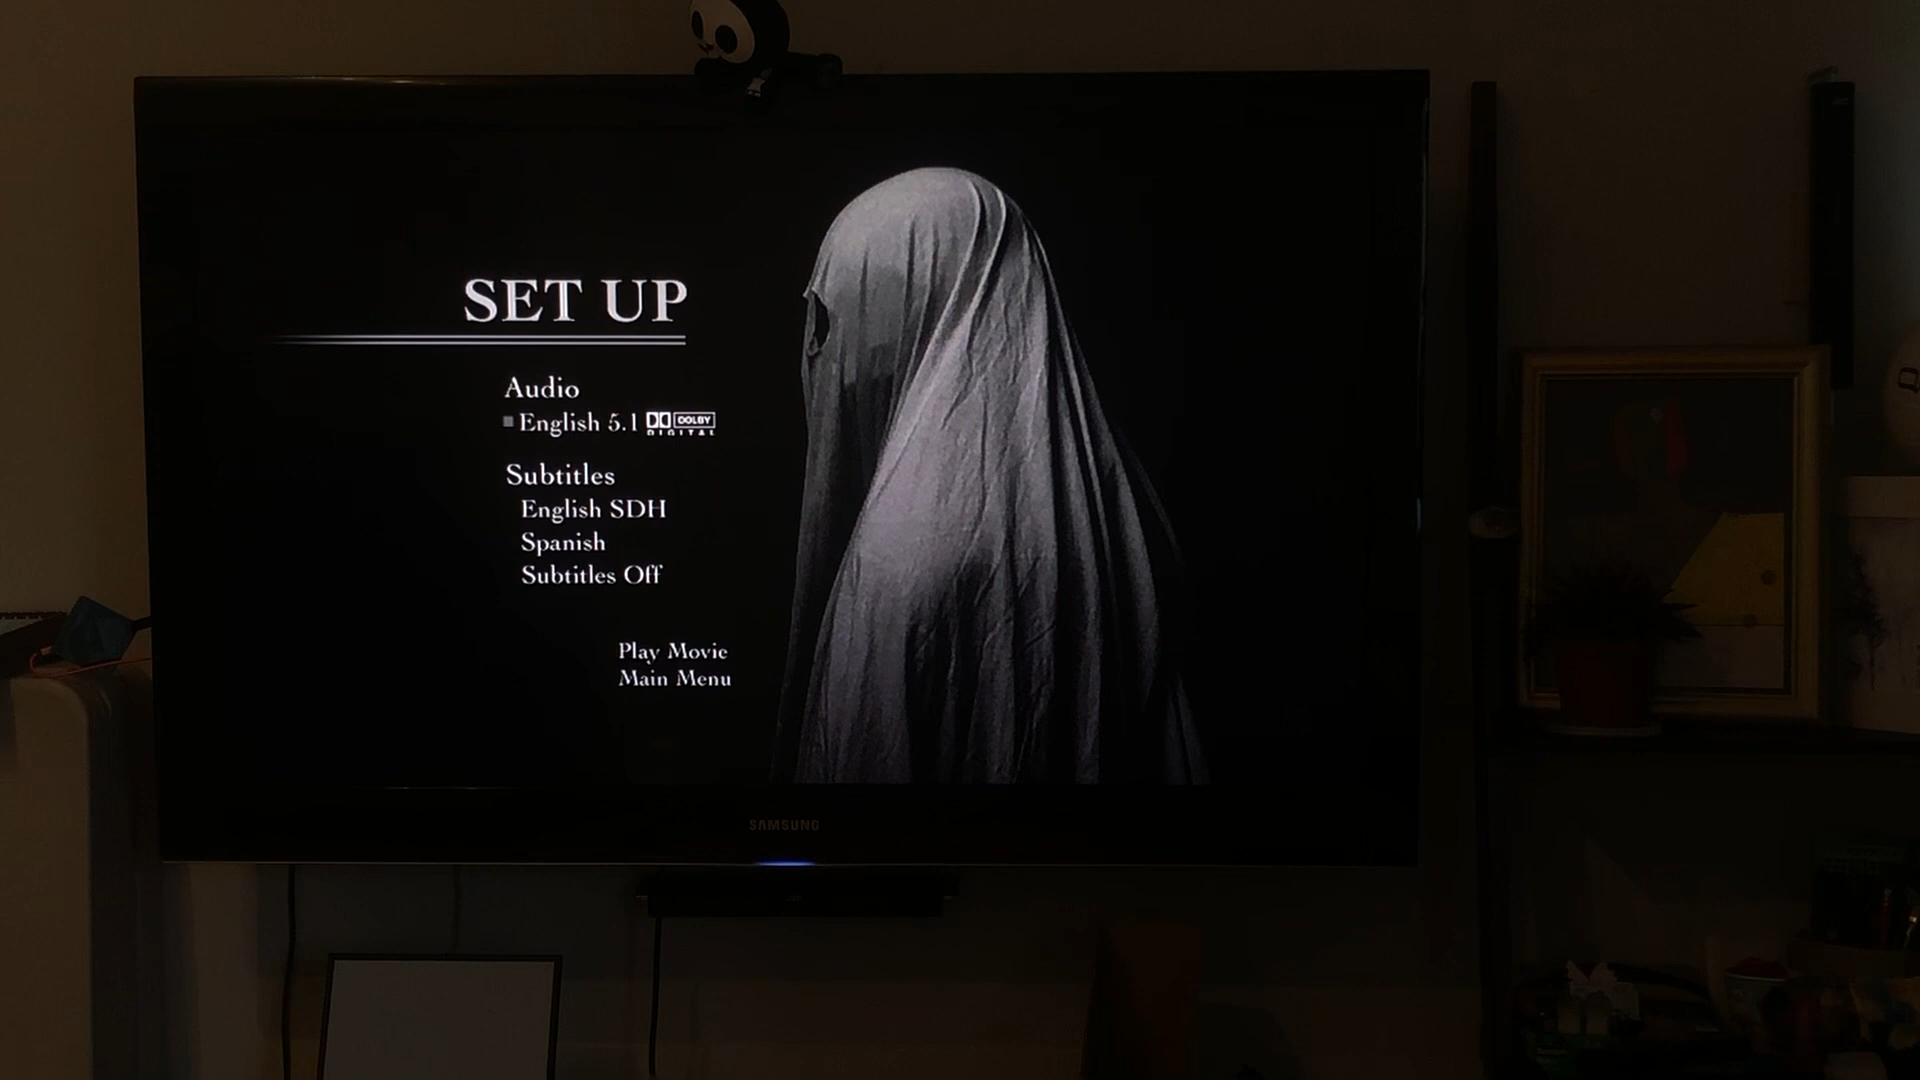 SET UP
Audio
English 5.1 DOLBY
DIGITAL
Subtitles
English SDH
Spanish
Subtitles Off
Play Movie
Main Menu
SAMSUNG